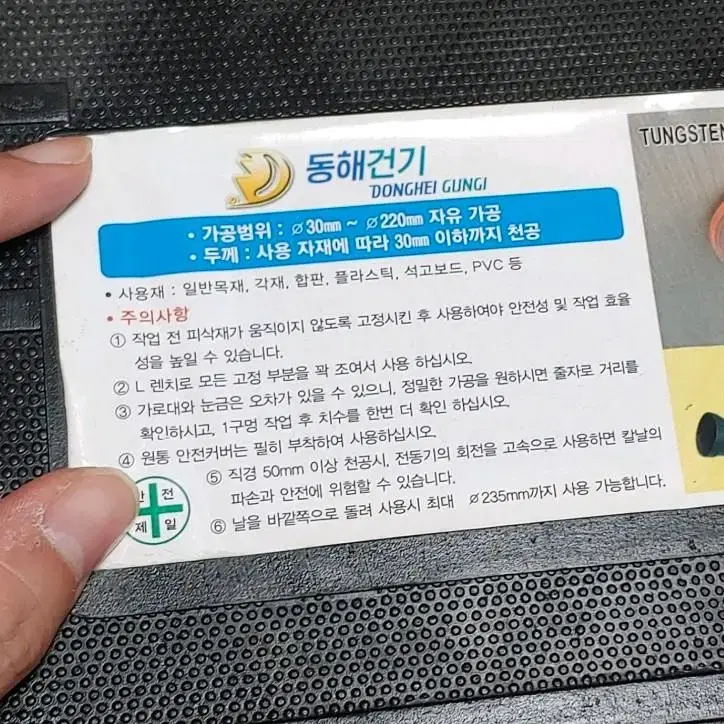 동해건기
DONGHEI GUNGI
TUNGSTEN
• 가공범위 : ø30mm ~ ø220mm 자유 가공
• 두께 : 사용 자재에 따라 30mm 이하까지 천공
• 사용재 : 일반목재, 각재, 합판, 플라스틱, 석고보드, PVC 등
• 주의사항
① 작업 전 피삭재가 움직이지 않도록 고정시킨 후 사용하여야 안전성 및 작업 효율
성을 높일 수 있습니다.
② L 렌치로 모든 고정 부분을 꽉 조여서 사용 하십시오.
③ 가로대와 눈금은 오차가 있을 수 있으니, 정밀한 가공을 원하시면 줄자로 거리를
확인하시고, 1구멍 작업 후 치수를 한번 더 확인 하십시오.
④ 원통 안전커버는 필히 부착하여 사용하십시오.
⑤ 직경 50mm 이상 천공시, 전동기의 회전을 고속으로 사용하면 칼날의
파손과 안전에 위험할 수 있습니다.
⑥ 날을 바깥쪽으로 돌려 사용시 최대 ø235mm까지 사용 가능합니다.
안 전
제 일